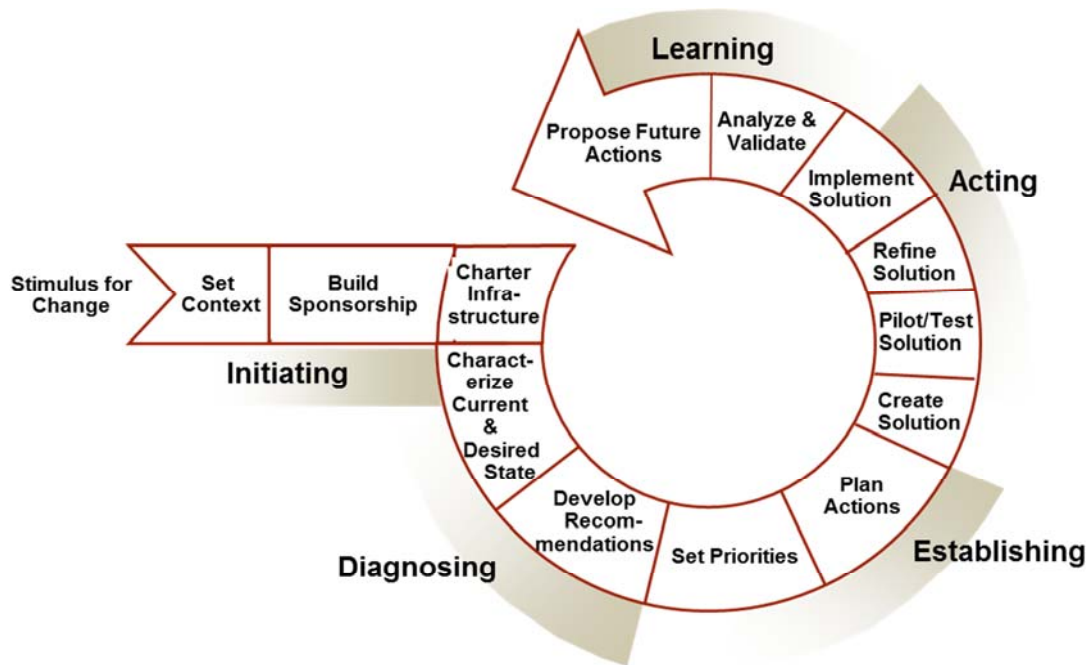 Learning
Propose Future
Actions
Analyze &
Validate
Implement
Solution
Acting
Refine
Solution
Pilot/Test
Solution
Create
Solution
Stimulus for
Change
Set
Context
Build
Sponsorship
Charter
Infra-
structure
Initiating
Charact-
erize
Current
&
Desired
State
Develop
Recom-
mendations
Set Priorities
Plan
Actions
Diagnosing
Establishing